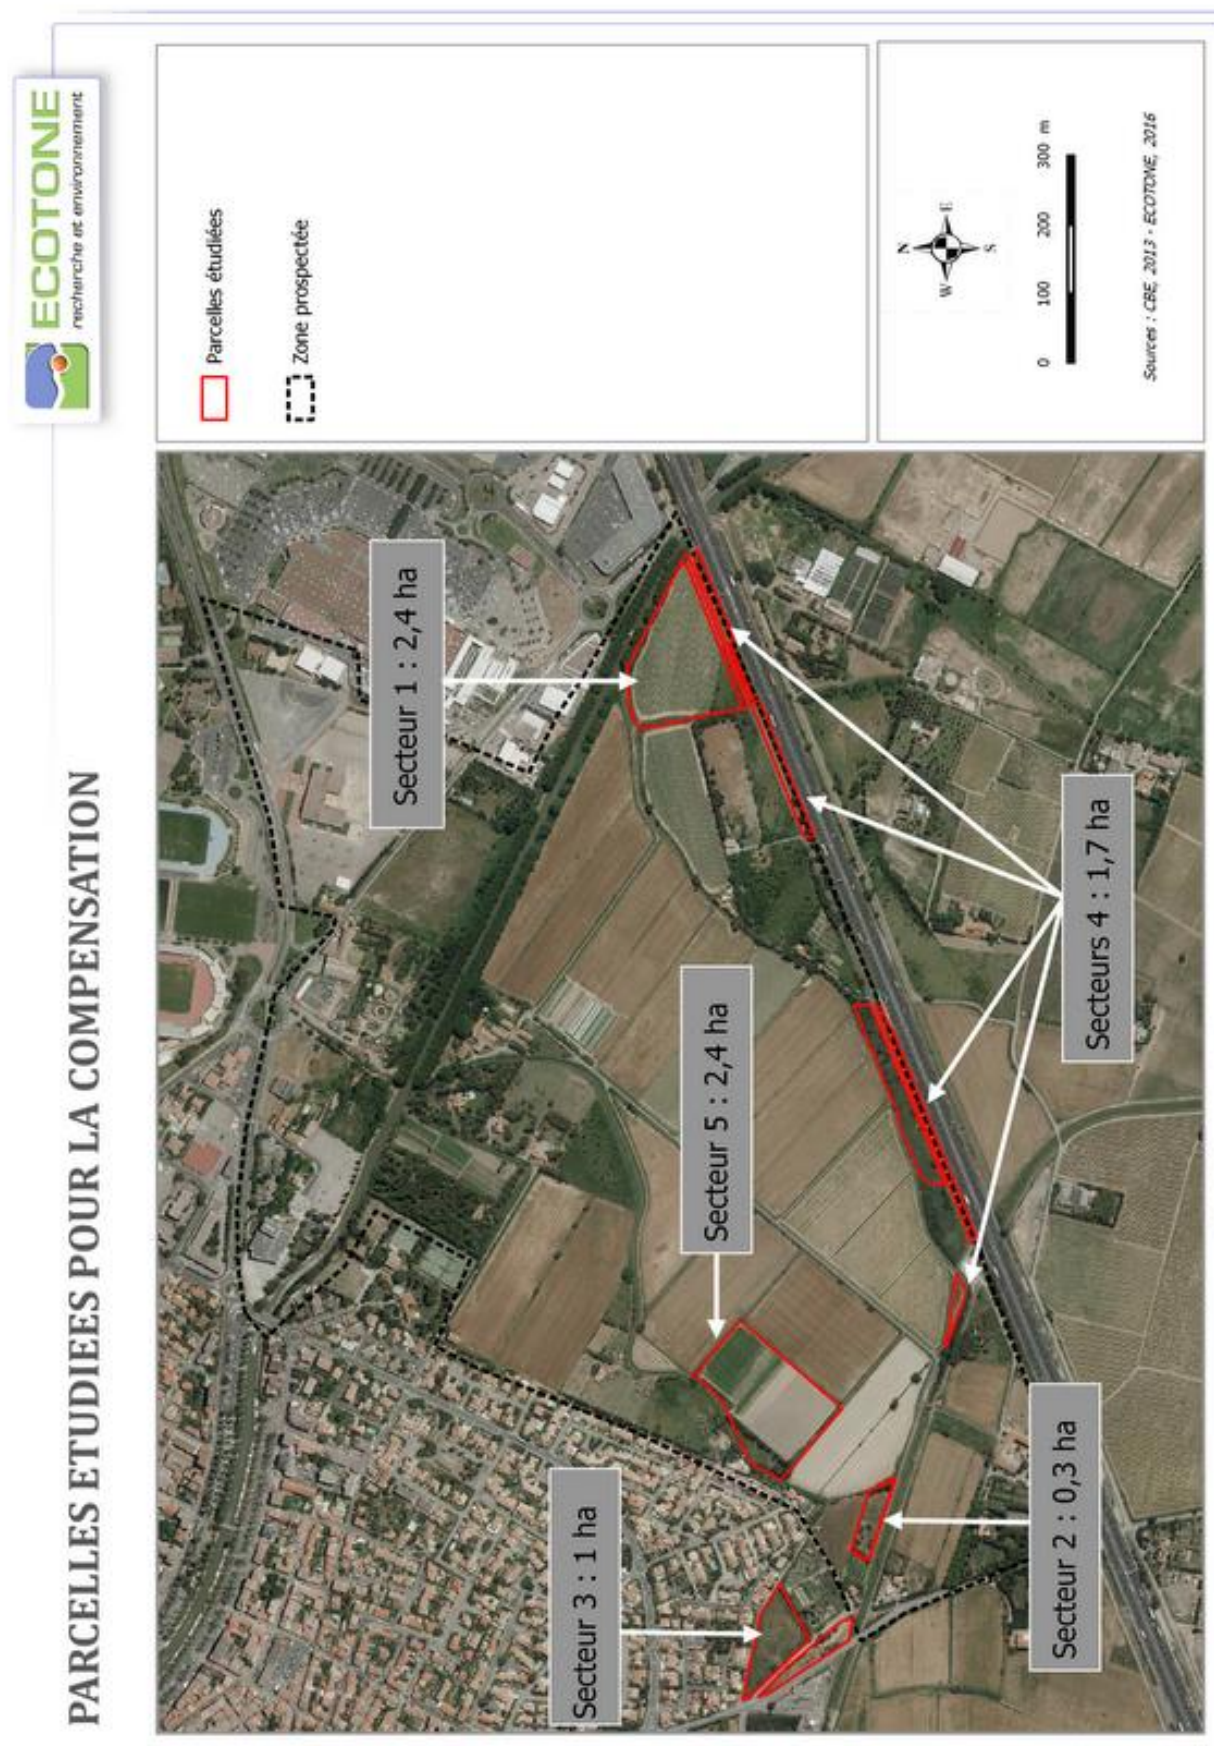 ECOTONE
recherche et environnement
PARCELLES ETUDIEES POUR LA COMPENSATION
Secteur 1 : 2,4 ha
Secteur 5 : 2,4 ha
Secteur 3 : 1 ha
Secteurs 4 : 1,7 ha
Secteur 2 : 0,3 ha
Parcelles étudiées
Zone prospectée
N
W E
S
0 100 200 300 m
Sources : CBE, 2013 - ECOTONE, 2016